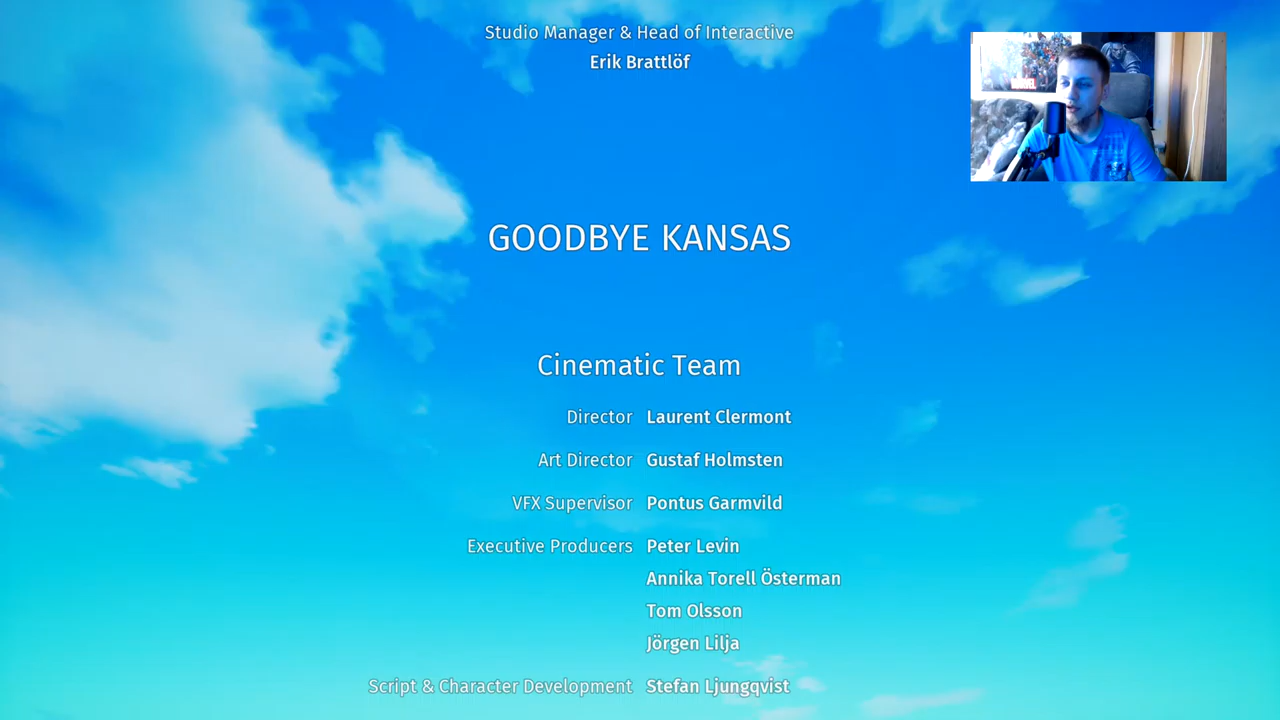 Studio Manager & Head of Interactive
Erik Brattlöf
GOODBYE KANSAS
Cinematic Team
Director Laurent Clermont
Art Director Gustaf Holmsten
VFX Supervisor Pontus Garmvild
Executive Producers Peter Levin
Annika Torell Österman
Tom Olsson
Jörgen Lilja
Script & Character Development Stefan Ljungqvist